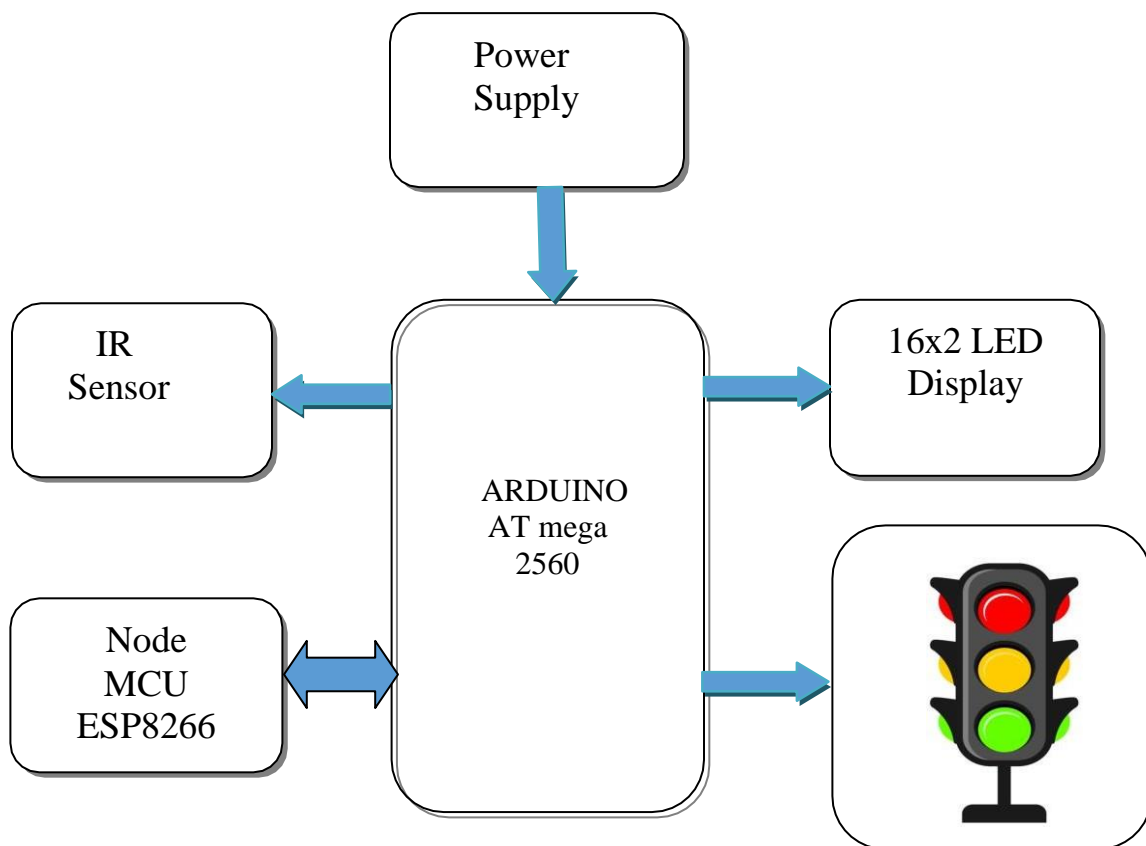 Power
Supply
IR
Sensor
16x2 LED
Display
ARDUINO
AT mega
2560
Node
MCU
ESP8266